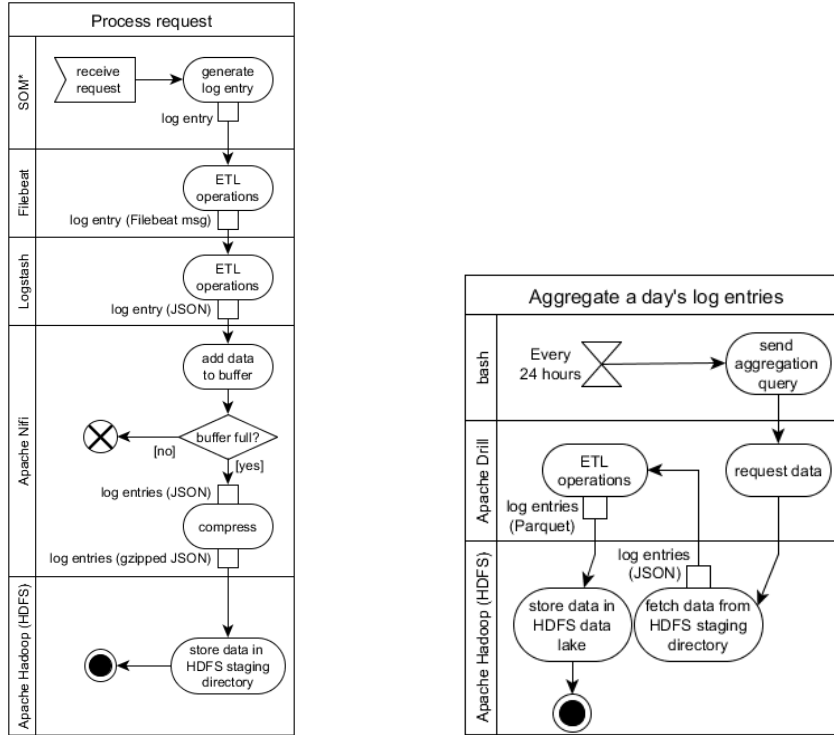 Process request
SOM*
receive
request
generate
log entry
log entry
Filebeat
ETL
operations
log entry (Filebeat msg)
Logstash
ETL
operations
log entry (JSON)
Apache Nifi
add data
to buffer
buffer full?
[no]
[yes]
log entries (JSON)
compress
log entries (gzipped JSON)
Apache Hadoop (HDFS)
store data in
HDFS staging
directory
Aggregate a day's log entries
bash
Every
24 hours
send
aggregation
query
Apache Drill
ETL
operations
request data
log entries
(Parquet)
Apache Hadoop (HDFS)
log entries
(JSON)
store data in
HDFS data
lake
fetch data from
HDFS staging
directory